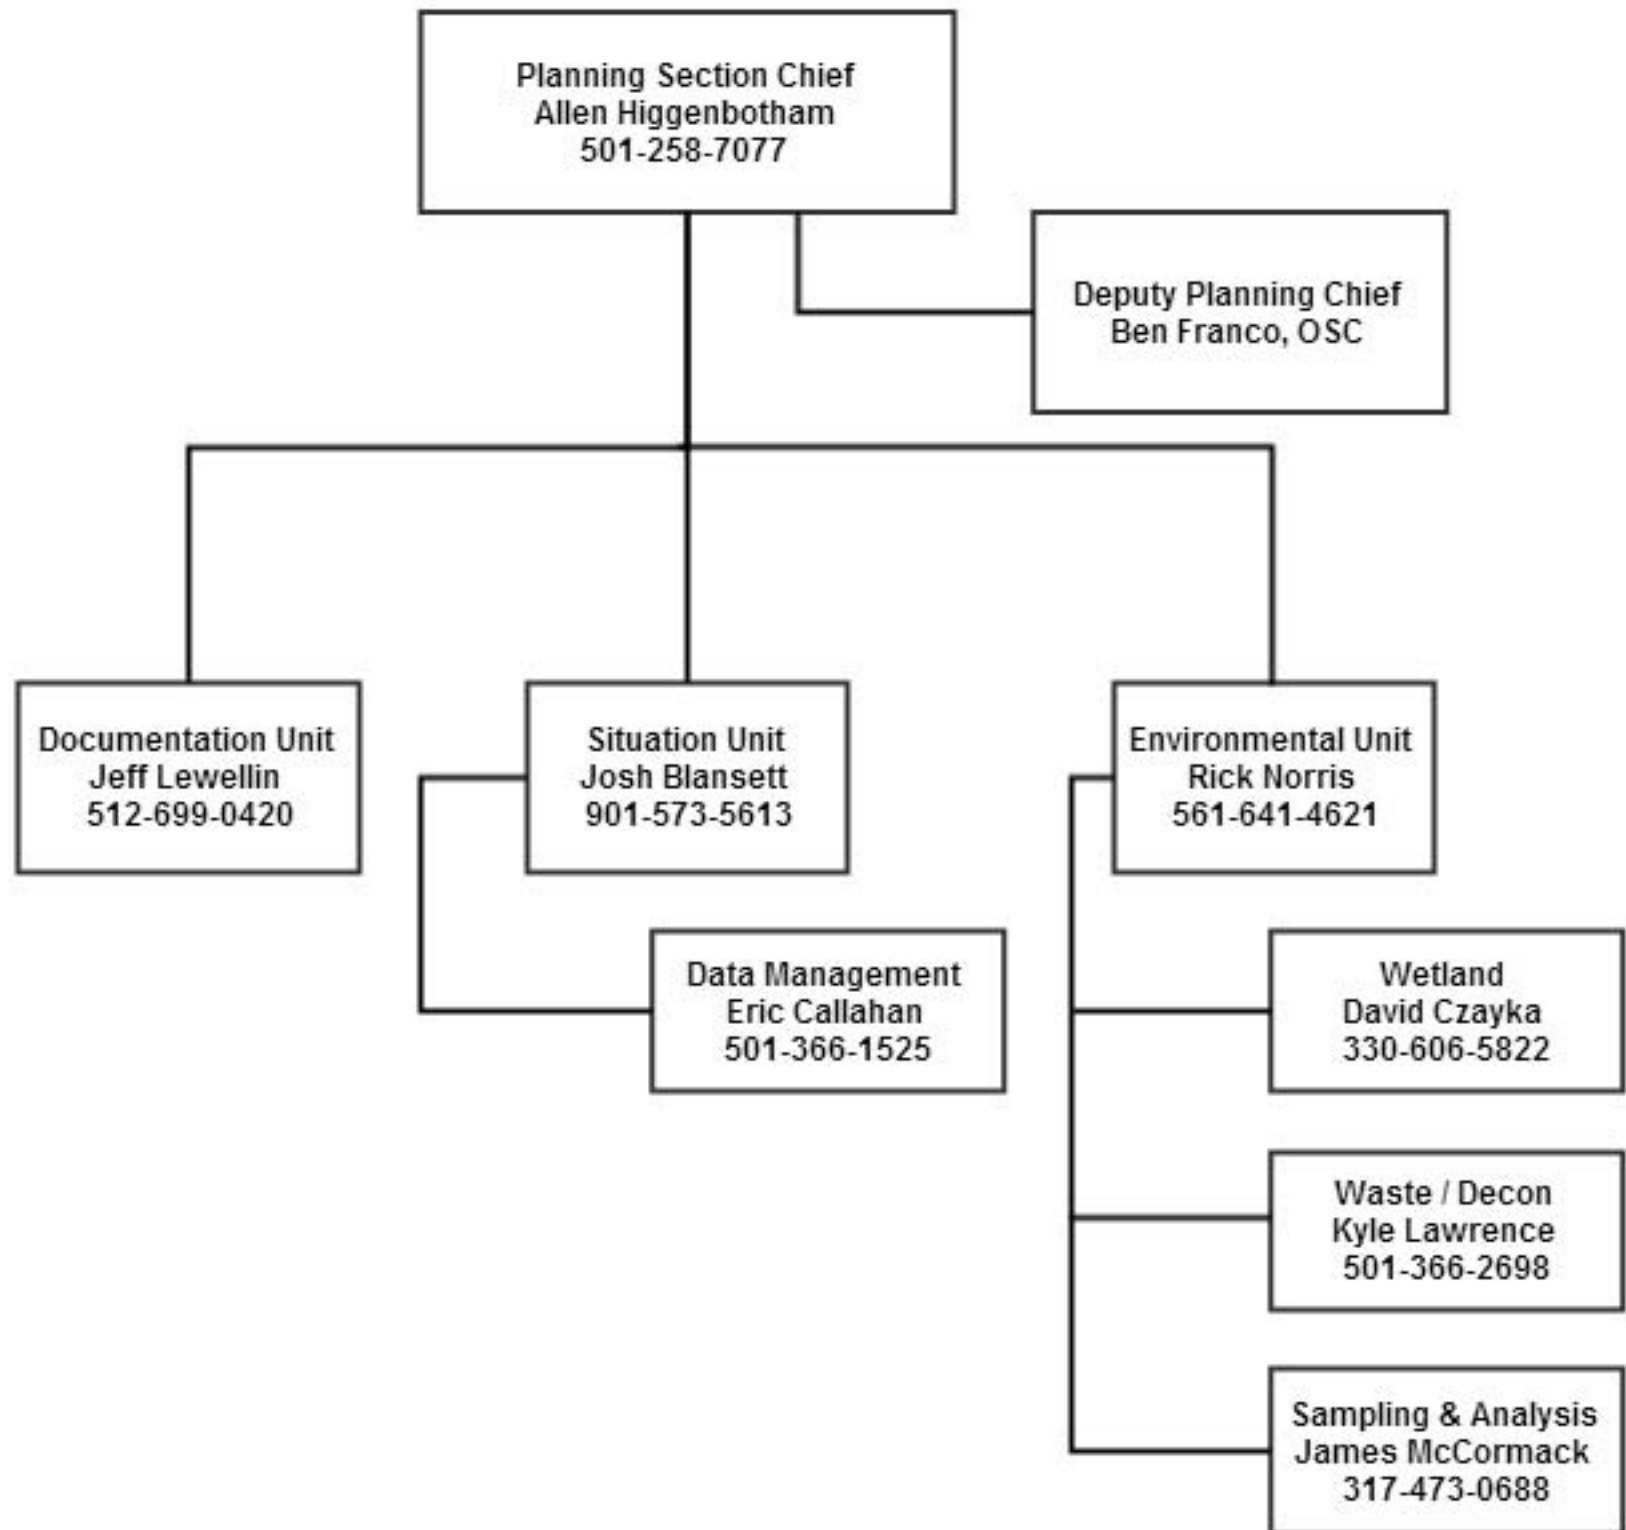 Planning Section Chief
Allen Higgenbotham
501-258-7077
Deputy Planning Chief
Ben Franco, OSC
Documentation Unit
Jeff Lewellin
512-699-0420
Situation Unit
Josh Blansett
901-573-5613
Environmental Unit
Rick Norris
561-641-4621
Data Management
Eric Callahan
501-366-1525
Wetland
David Czayka
330-606-5822
Waste / Decon
Kyle Lawrence
501-366-2698
Sampling & Analysis
James McCormack
317-473-0688